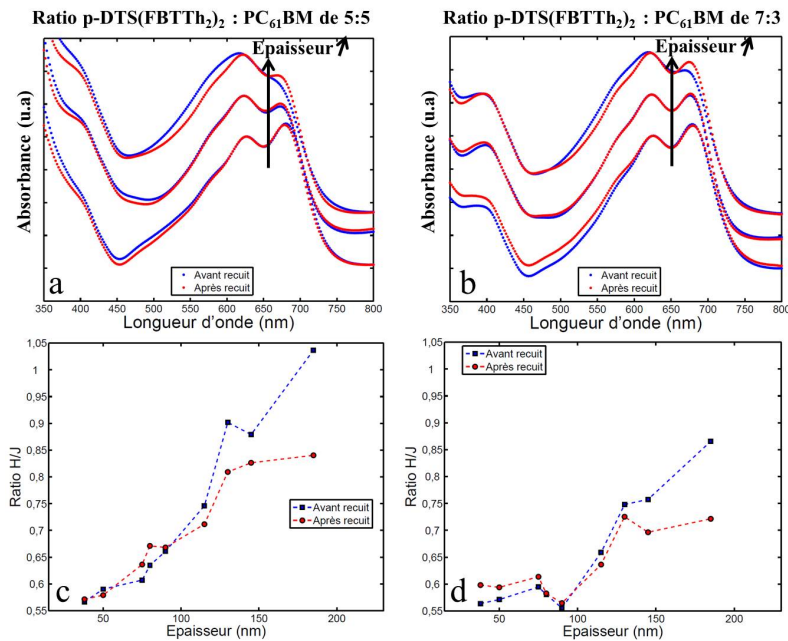 Ratio p-DTS(FBTTh₂)₂ : PC₆₁BM de 5:5
Ratio p-DTS(FBTTh₂)₂ : PC₆₁BM de 7:3
Absorbance (u.a)
Epaisseur
a
Avant recuit
Après recuit
350 400 450 500 550 600 650 700 750 800
Longueur d'onde (nm)
Absorbance (u.a)
Epaisseur
b
Avant recuit
Après recuit
350 400 450 500 550 600 650 700 750 800
Longueur d'onde (nm)
1,05
1
0,95
0,9
0,85
0,8
0,75
0,7
0,65
0,6
0,55
Ratio H/J
Avant recuit
Après recuit
c
50 100 150 200
Epaisseur (nm)
1,05
1
0,95
0,9
0,85
0,8
0,75
0,7
0,65
0,6
0,55
Ratio H/J
Avant recuit
Après recuit
d
50 100 150 200
Epaisseur (nm)